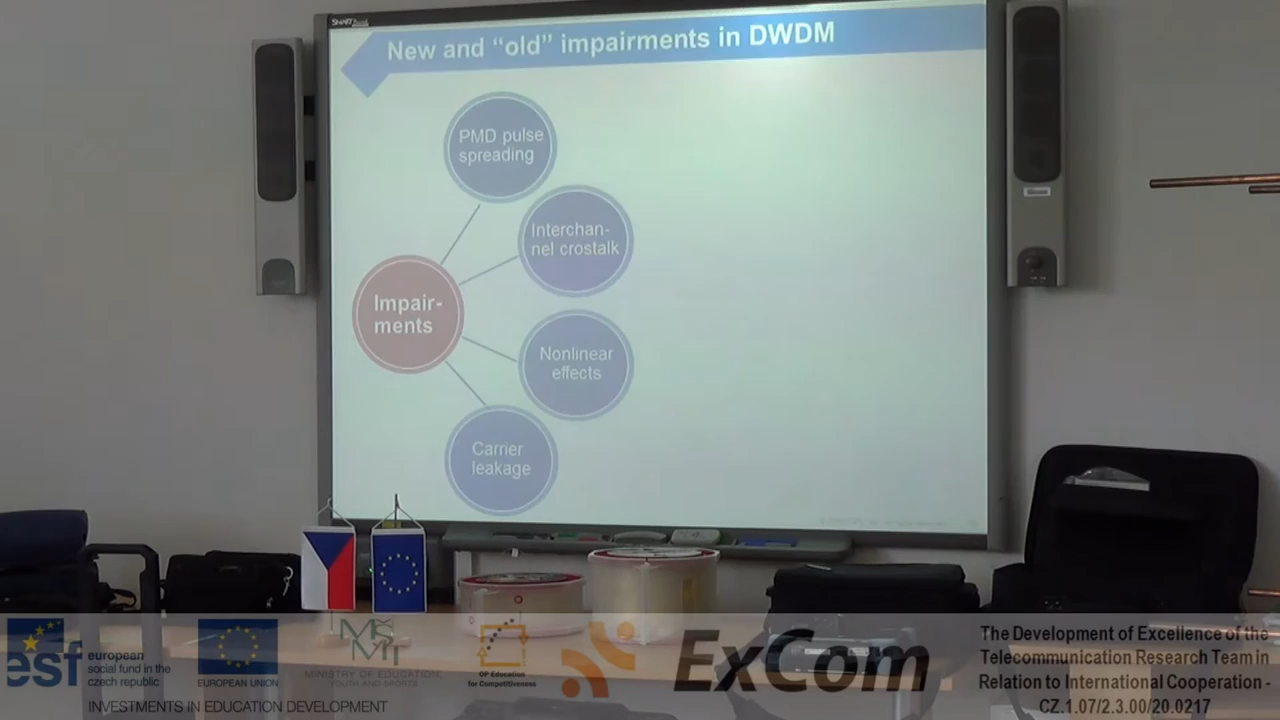 SMART Board
New and “old” impairments in DWDM
PMD pulse
spreading
Interchan-
nel crostalk
Impair-
ments
Nonlinear
effects
Carrier
leakage
esf
european
social fund in the
czech republic
EUROPEAN UNION
MINISTRY OF EDUCATION,
YOUTH AND SPORTS
OP Education
for Competitiveness
INVESTMENTS IN EDUCATION DEVELOPMENT
ExCom
The Development of Excellence of the
Telecommunication Research Team in
Relation to International Cooperation -
CZ.1.07/2.3.00/20.0217